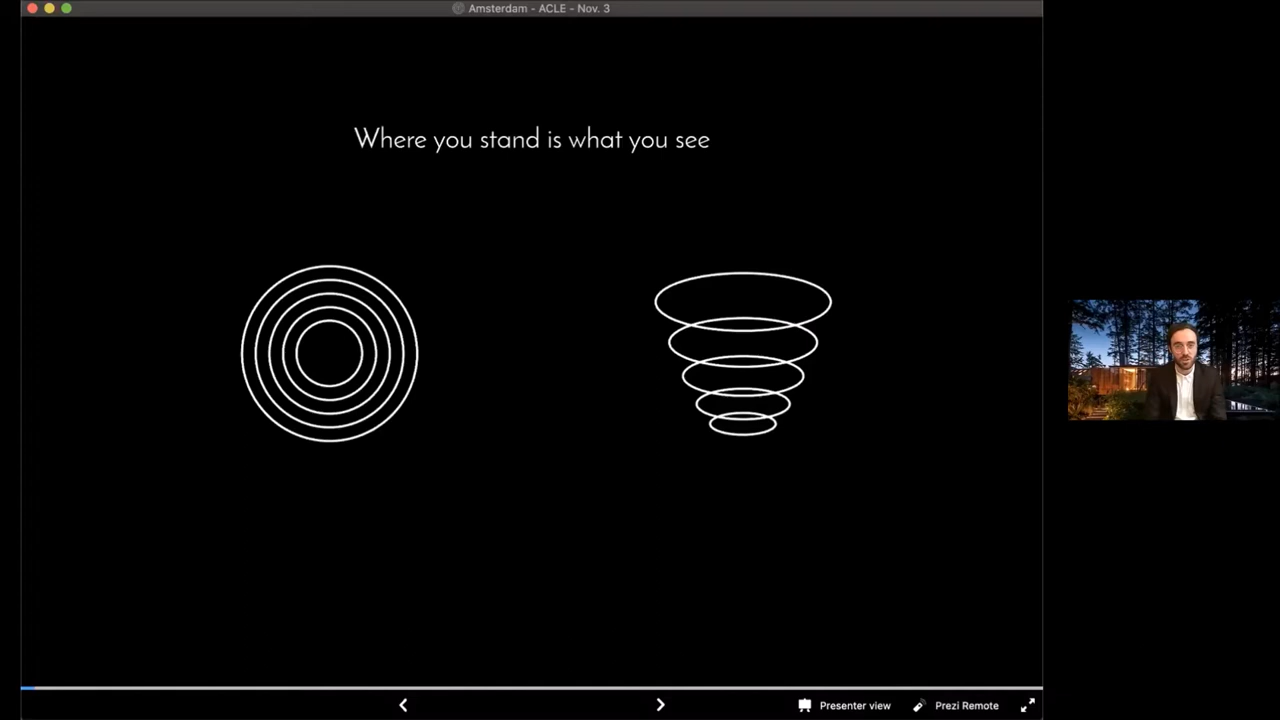 Amsterdam - ACLE - Nov. 3
Where you stand is what you see
Presenter view
Prezi Remote